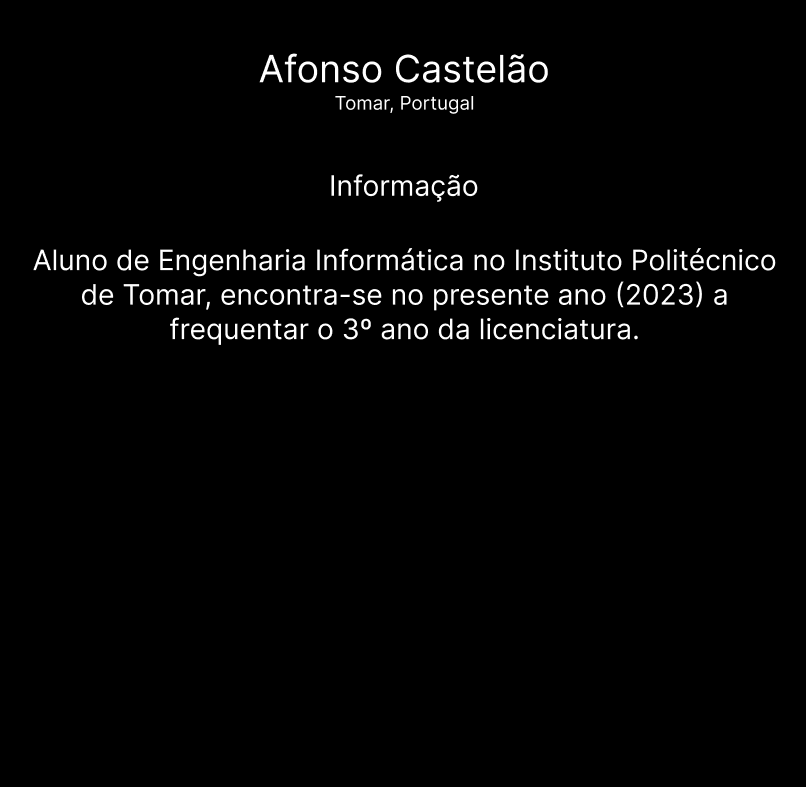 Afonso Castelão
Tomar, Portugal
Informação
Aluno de Engenharia Informática no Instituto Politécnico
de Tomar, encontra-se no presente ano (2023) a
frequentar o 3º ano da licenciatura.